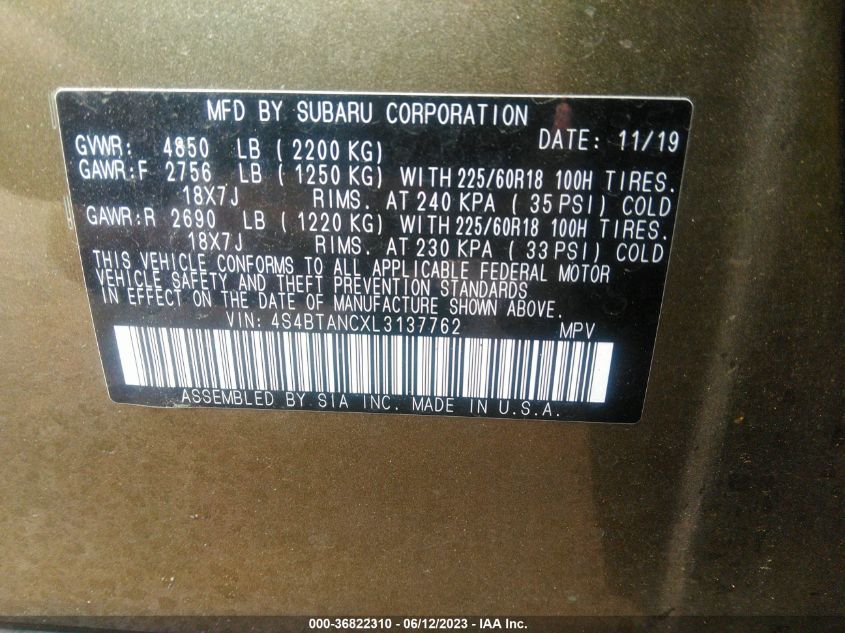 MFD BY SUBARU CORPORATION
DATE: 11/19
GVWR: 4850 LB ( 2200 KG)
GAWR:F 2756 LB ( 1250 KG) WITH 225/60R18 100H TIRES.
18X7J RIMS. AT 240 KPA ( 35 PSI) COLD
GAWR:R 2690 LB ( 1220 KG) WITH 225/60R18 100H TIRES.
18X7J RIMS. AT 230 KPA ( 33 PSI) COLD
THIS VEHICLE CONFORMS TO ALL APPLICABLE FEDERAL MOTOR
VEHICLE SAFETY AND THEFT PREVENTION STANDARDS
IN EFFECT ON THE DATE OF MANUFACTURE SHOWN ABOVE.
VIN: 4S4BTANCXL3137762 MPV
ASSEMBLED BY SIA INC. MADE IN U.S.A.
000-36822310 - 06/12/2023 - IAA Inc.